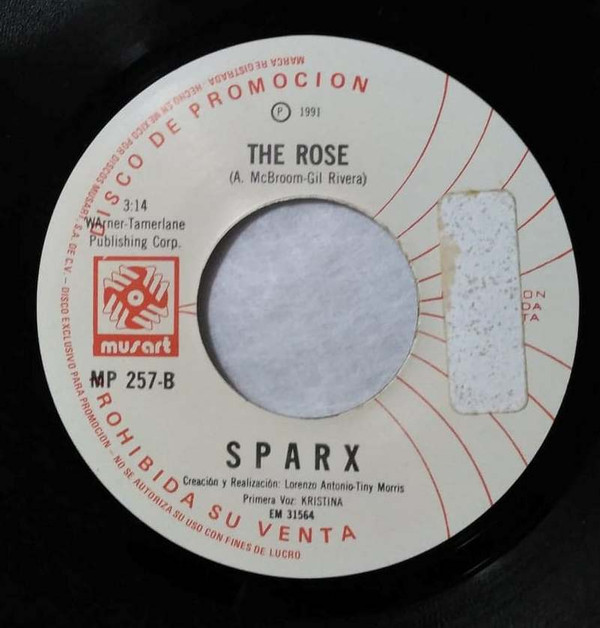 DISCO DE PROMOCION
℗ 1991
THE ROSE
(A. McBroom-Gil Rivera)
3:14
WArner-Tamerlane
Publishing Corp.
musart
MP 257-B
SPARX
Creación y Realización: Lorenzo Antonio-Tiny Morris
Primera Voz: KRISTINA
EM 31564
PROHIBIDA SU VENTA
MARCA REGISTRADA - HECHO EN MEXICO POR DISCOS MUSART, S.A. DE C.V. - DISCO EXCLUSIVO PARA PROMOCION - NO SE AUTORIZA SU USO CON FINES DE LUCRO